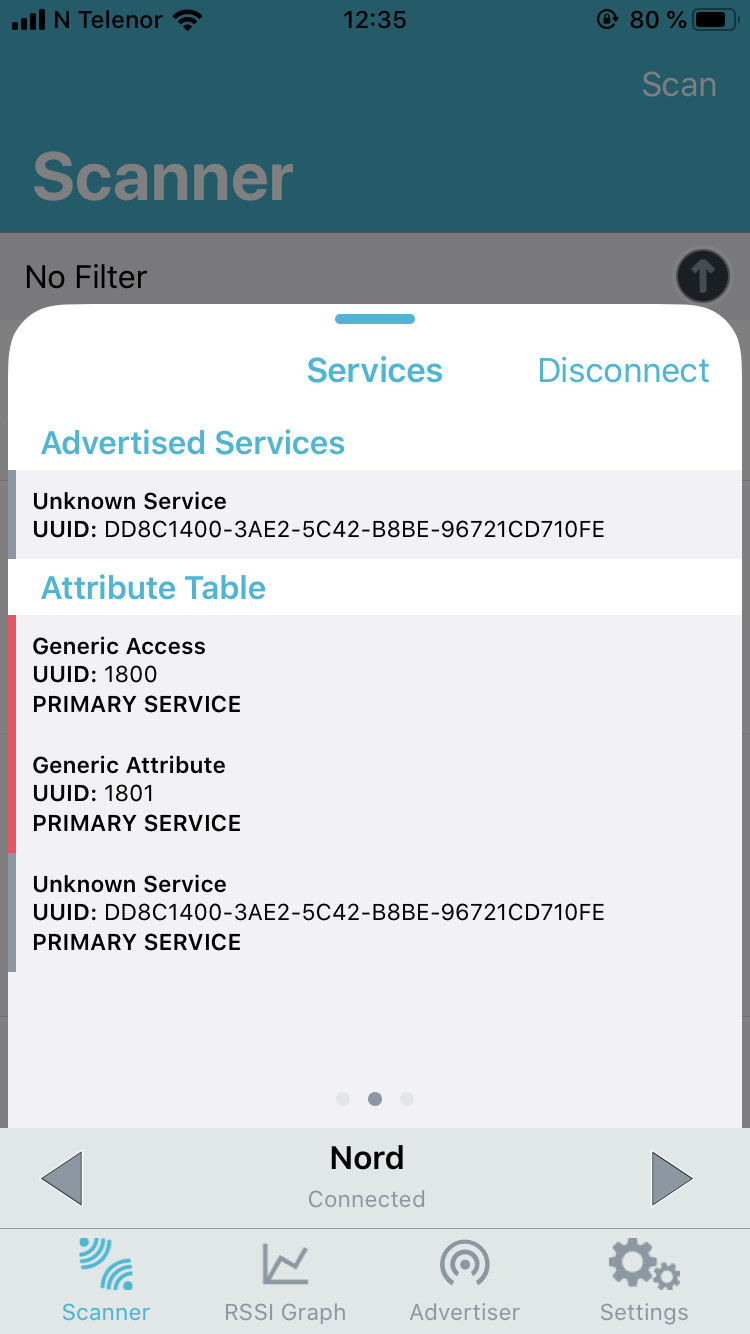 N Telenor
12:35
80 %
Scan
Scanner
No Filter
Services
Disconnect
Advertised Services
Unknown Service
UUID: DD8C1400-3AE2-5C42-B8BE-96721CD710FE
Attribute Table
Generic Access
UUID: 1800
PRIMARY SERVICE
Generic Attribute
UUID: 1801
PRIMARY SERVICE
Unknown Service
UUID: DD8C1400-3AE2-5C42-B8BE-96721CD710FE
PRIMARY SERVICE
Nord
Connected
Scanner
RSSI Graph
Advertiser
Settings